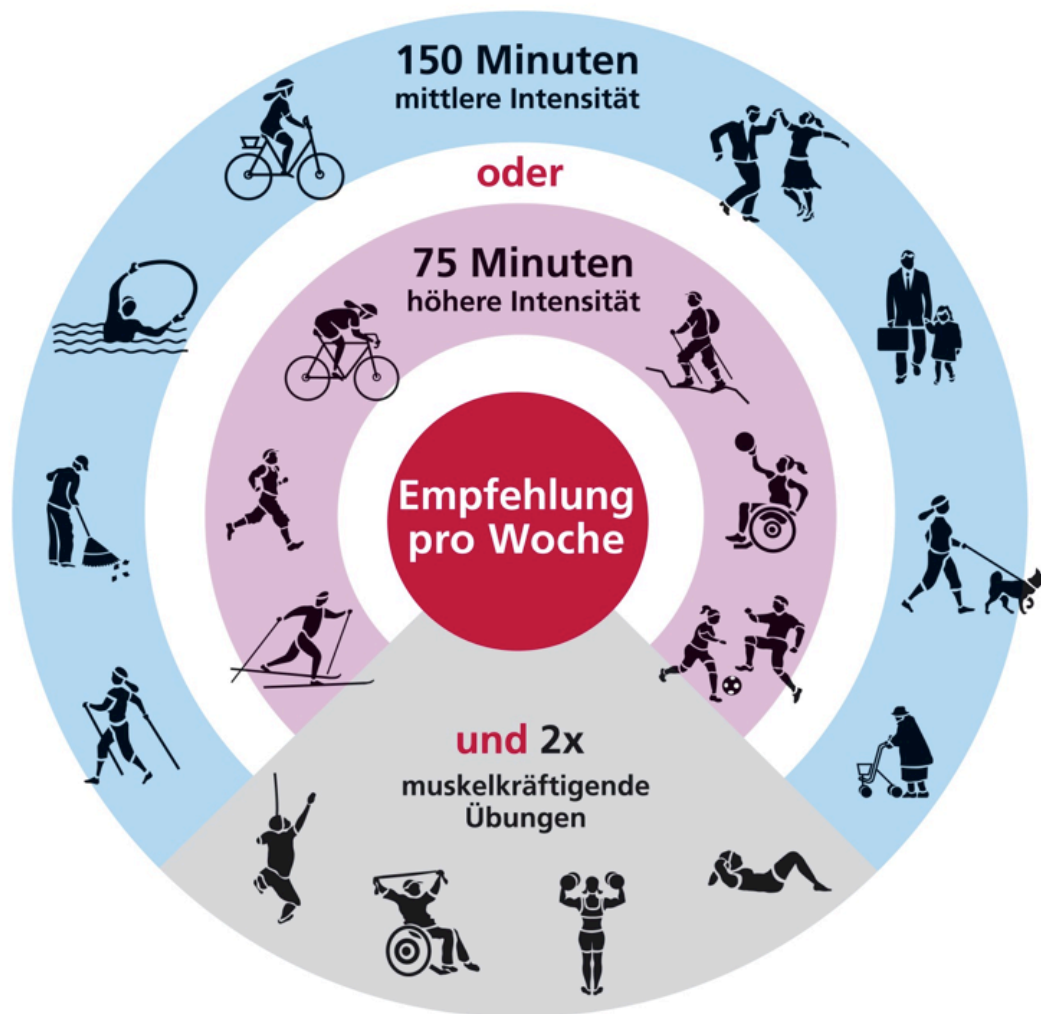 150 Minuten
mittlere Intensität
oder
75 Minuten
höhere Intensität
Empfehlung
pro Woche
und 2x
muskelkräftigende
Übungen